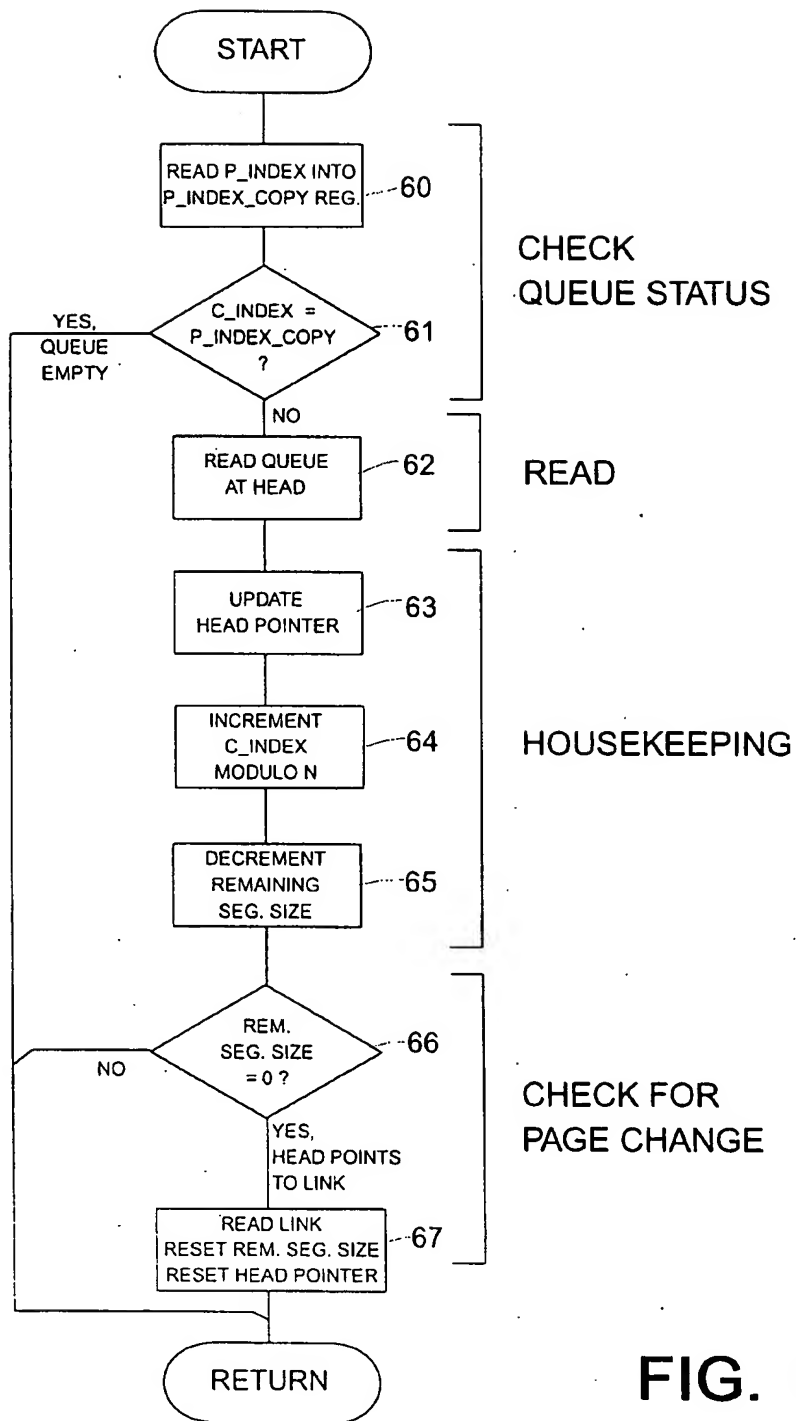 START
READ P_INDEX INTO
P_INDEX_COPY REG.
60
CHECK
QUEUE STATUS
C_INDEX =
P_INDEX_COPY
?
61
YES,
QUEUE
EMPTY
NO
READ QUEUE
AT HEAD
62
READ
UPDATE
HEAD POINTER
63
INCREMENT
C_INDEX
MODULO N
64
HOUSEKEEPING
DECREMENT
REMAINING
SEG. SIZE
65
REM.
SEG. SIZE
= 0 ?
66
NO
CHECK FOR
PAGE CHANGE
YES,
HEAD POINTS
TO LINK
READ LINK
RESET REM. SEG. SIZE
RESET HEAD POINTER
67
RETURN
FIG.